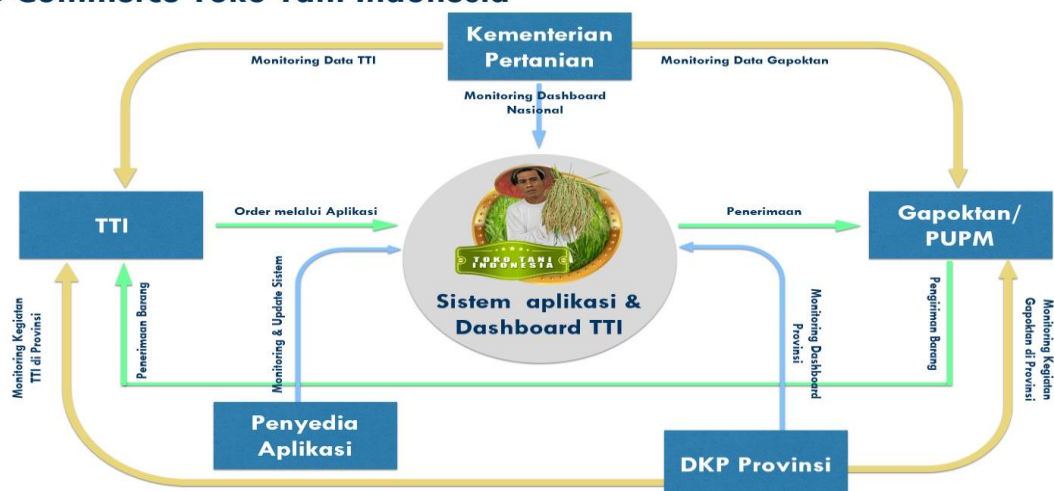 Commerce Toko Tani Indonesia
Kementerian
Pertanian
Monitoring Data TTI
Monitoring Data Gapoktan
Monitoring Dashboard
Nasional
TTI
Order melalui Aplikasi
Penerimaan
Gapoktan/
PUPM
TOKO TANI
INDONESIA
Sistem aplikasi &
Dashboard TTI
Monitoring Kegiatan
TTI di Provinsi
Penerimaan Barang
Monitoring & Update Sistem
Monitoring Dashboard
Provinsi
Pengiriman Barang
Monitoring Kegiatan
Gapoktan di Provinsi
Penyedia
Aplikasi
DKP Provinsi